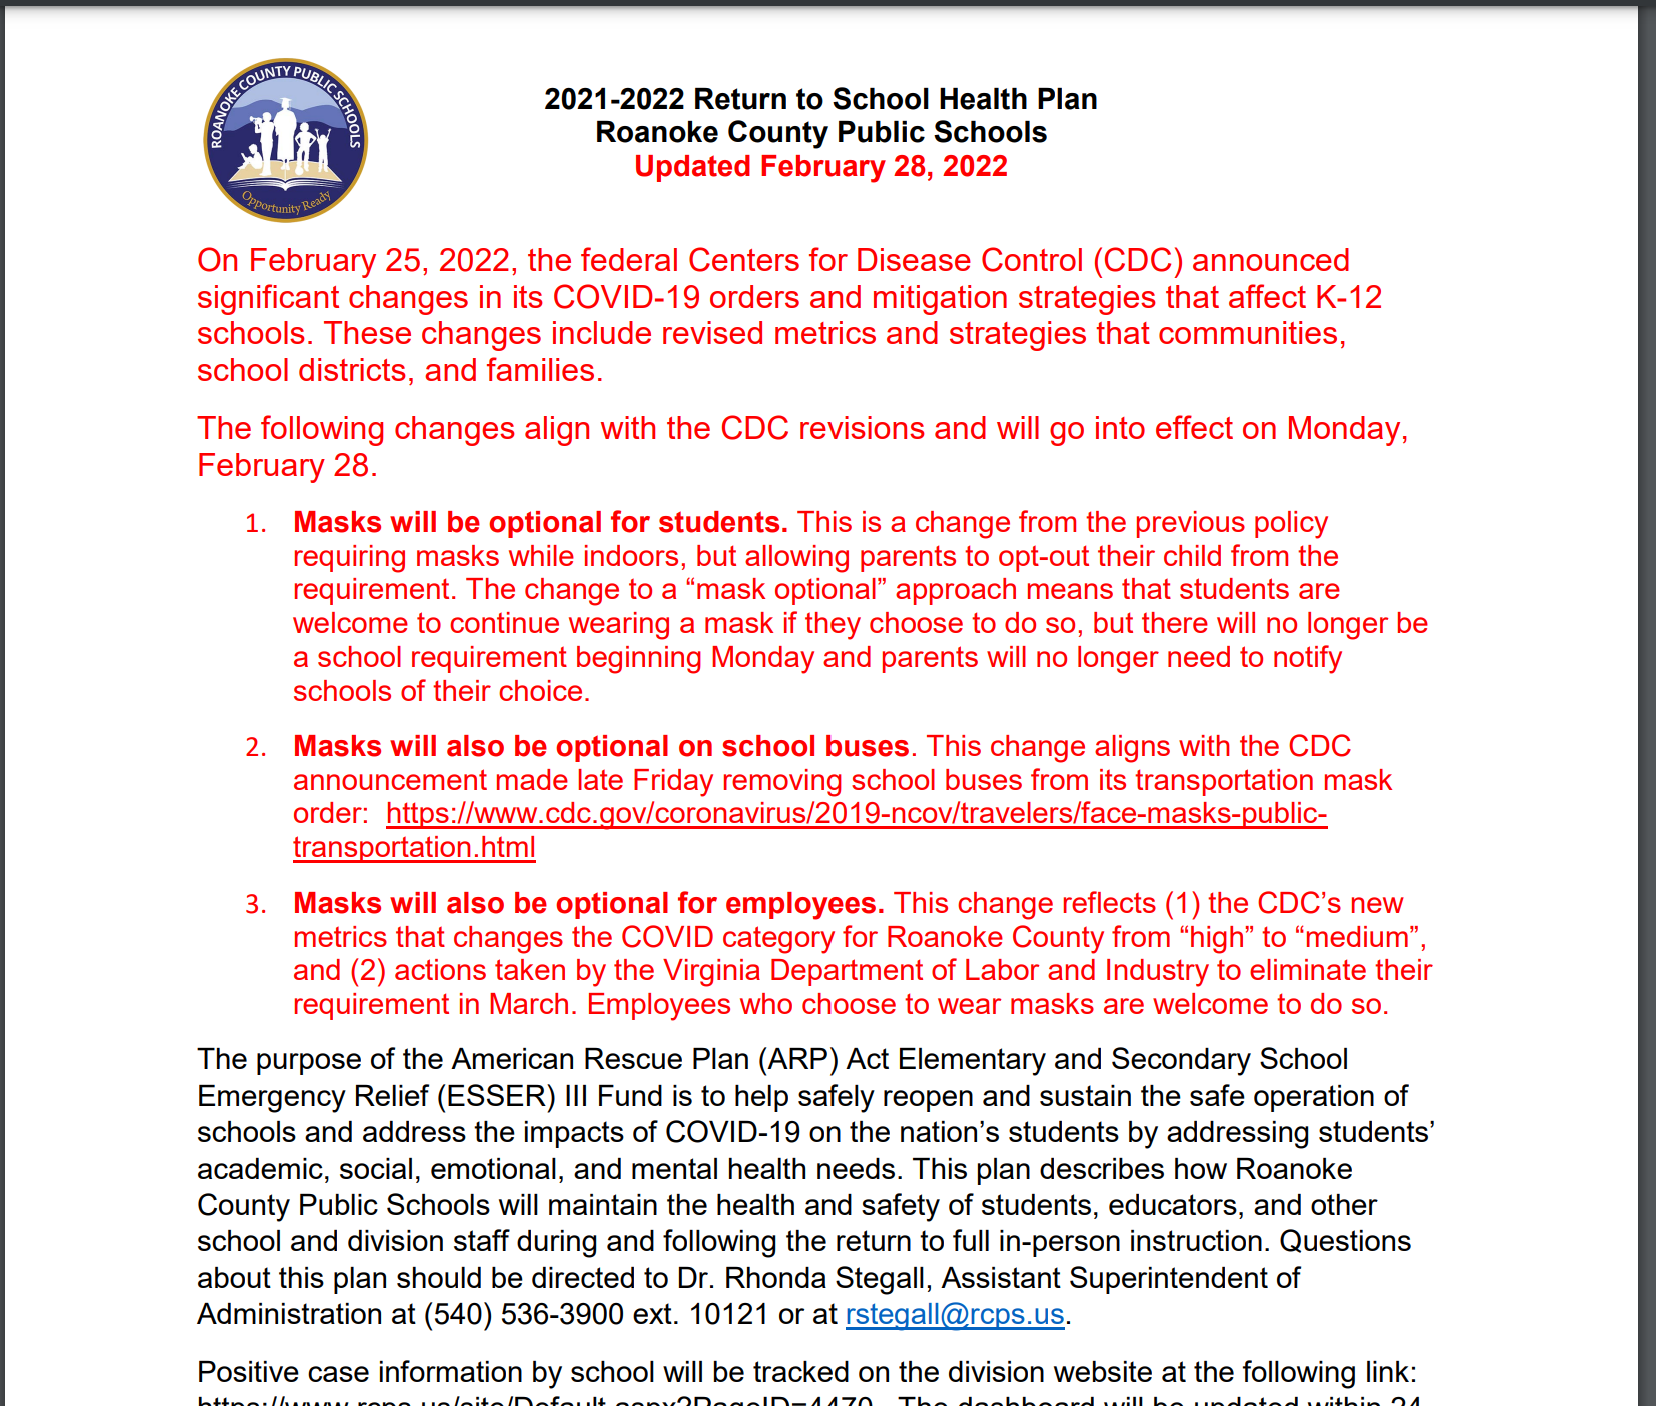 ROANOKE COUNTY PUBLIC SCHOOLS
Opportunity Ready
2021-2022 Return to School Health Plan
Roanoke County Public Schools
Updated February 28, 2022
On February 25, 2022, the federal Centers for Disease Control (CDC) announced
significant changes in its COVID-19 orders and mitigation strategies that affect K-12
schools. These changes include revised metrics and strategies that communities,
school districts, and families.
The following changes align with the CDC revisions and will go into effect on Monday,
February 28.
1. Masks will be optional for students. This is a change from the previous policy
requiring masks while indoors, but allowing parents to opt-out their child from the
requirement. The change to a “mask optional” approach means that students are
welcome to continue wearing a mask if they choose to do so, but there will no longer be
a school requirement beginning Monday and parents will no longer need to notify
schools of their choice.
2. Masks will also be optional on school buses. This change aligns with the CDC
announcement made late Friday removing school buses from its transportation mask
order: https://www.cdc.gov/coronavirus/2019-ncov/travelers/face-masks-public-
transportation.html
3. Masks will also be optional for employees. This change reflects (1) the CDC’s new
metrics that changes the COVID category for Roanoke County from “high” to “medium”,
and (2) actions taken by the Virginia Department of Labor and Industry to eliminate their
requirement in March. Employees who choose to wear masks are welcome to do so.
The purpose of the American Rescue Plan (ARP) Act Elementary and Secondary School
Emergency Relief (ESSER) III Fund is to help safely reopen and sustain the safe operation of
schools and address the impacts of COVID-19 on the nation’s students by addressing students’
academic, social, emotional, and mental health needs. This plan describes how Roanoke
County Public Schools will maintain the health and safety of students, educators, and other
school and division staff during and following the return to full in-person instruction. Questions
about this plan should be directed to Dr. Rhonda Stegall, Assistant Superintendent of
Administration at (540) 536-3900 ext. 10121 or at rstegall@rcps.us.
Positive case information by school will be tracked on the division website at the following link:
https://www.rcps.us/site/Default.aspx?PageID=4470. The dashboard will be updated within 24